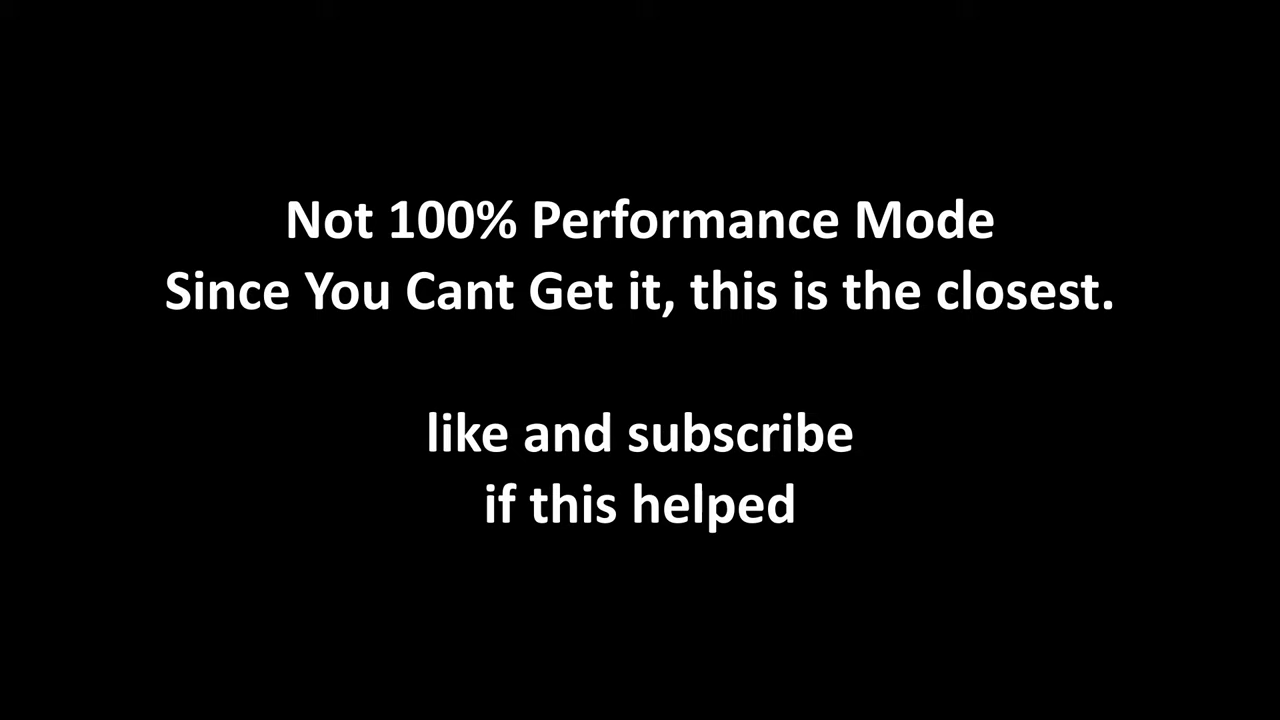 Not 100% Performance Mode
Since You Cant Get it, this is the closest.
like and subscribe
if this helped